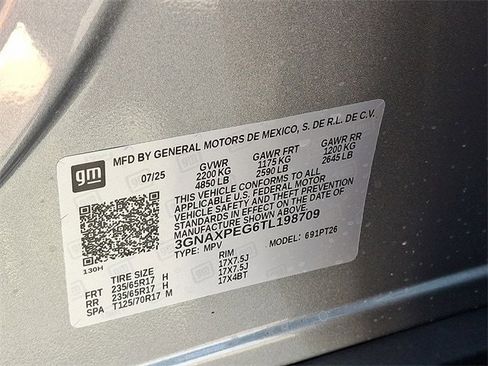 gm
MFD BY GENERAL MOTORS DE MEXICO, S. DE R.L. DE C.V.
07/25 GVWR GAWR FRT GAWR RR
2200 KG 1175 KG 1200 KG
4850 LB 2590 LB 2645 LB
THIS VEHICLE CONFORMS TO ALL
APPLICABLE U.S. FEDERAL MOTOR
VEHICLE SAFETY AND THEFT PREVENTION
STANDARDS IN EFFECT ON THE DATE OF
MANUFACTURE SHOWN ABOVE.
3GNAXPEG6TL198709
130H TYPE: MPV MODEL: 691PT26
TIRE SIZE RIM
FRT 235/65R17 H 17X7.5J
RR 235/65R17 H 17X7.5J
SPA T125/70R17 M 17X4BT